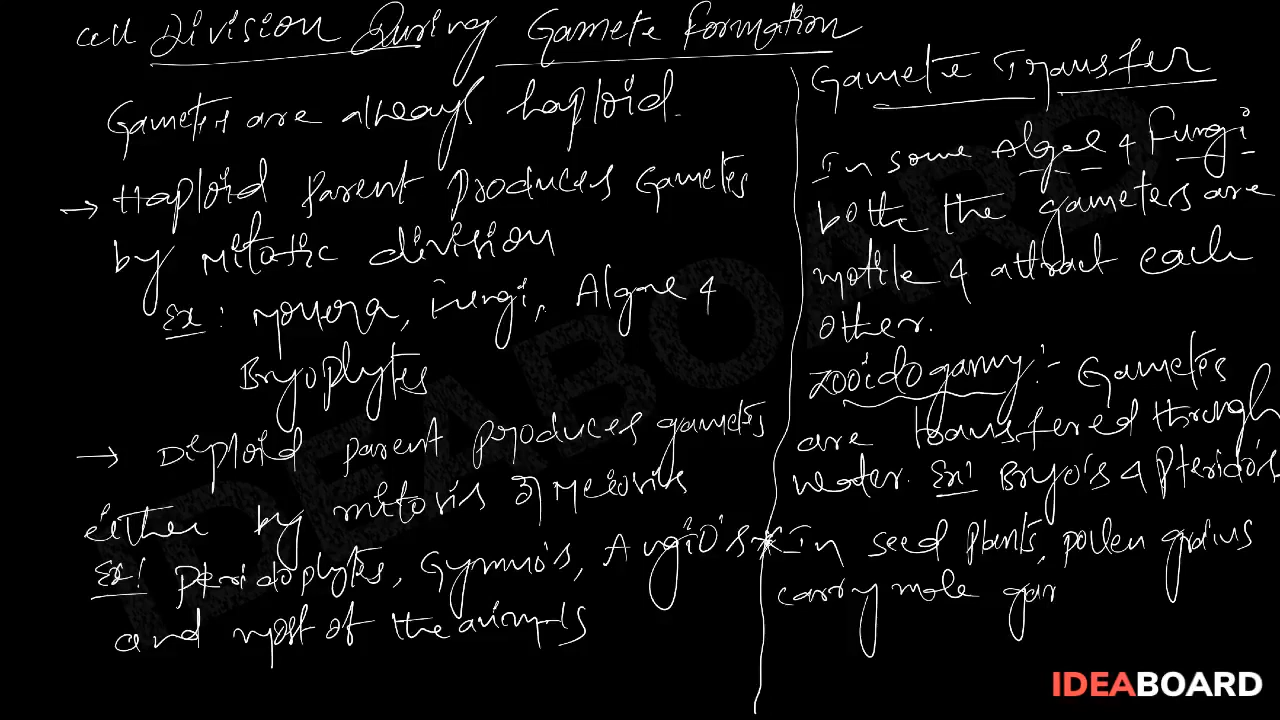 cell Division During Gamete Formation
Gametes are always haploid.
→ Haploid Parent Produces Gametes
by mitotic division
Ex: Monera, Fungi, Algae &
Bryophytes
→ Diploid parent produces gametes
either by mitosis or Meiosis
Ex: Pteridophytes, Gymno's, Angio's
and most of the animals
Gamete Transfer
In some Algae & Fungi
both the gametes are
motile & attract each
other.
Zooidogamy:- Gametes
are transfered through
water. Ex: Bryo's & Pterido's
* In seed plants, pollen grains
carry male gam
IDEABOARD
IDEABOARD